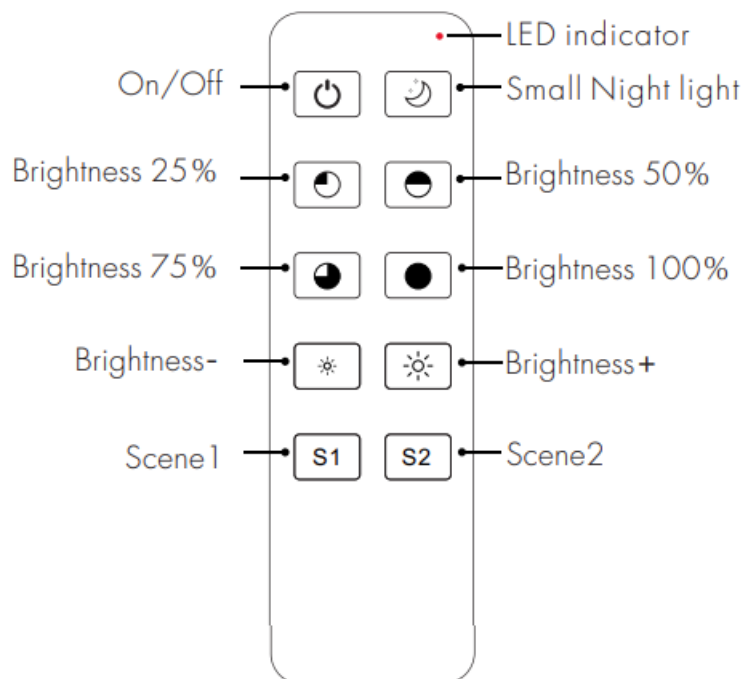 LED indicator
On/Off
Small Night light
Brightness 25%
Brightness 50%
Brightness 75%
Brightness 100%
Brightness-
Brightness+
Scene1
S1
S2
Scene2